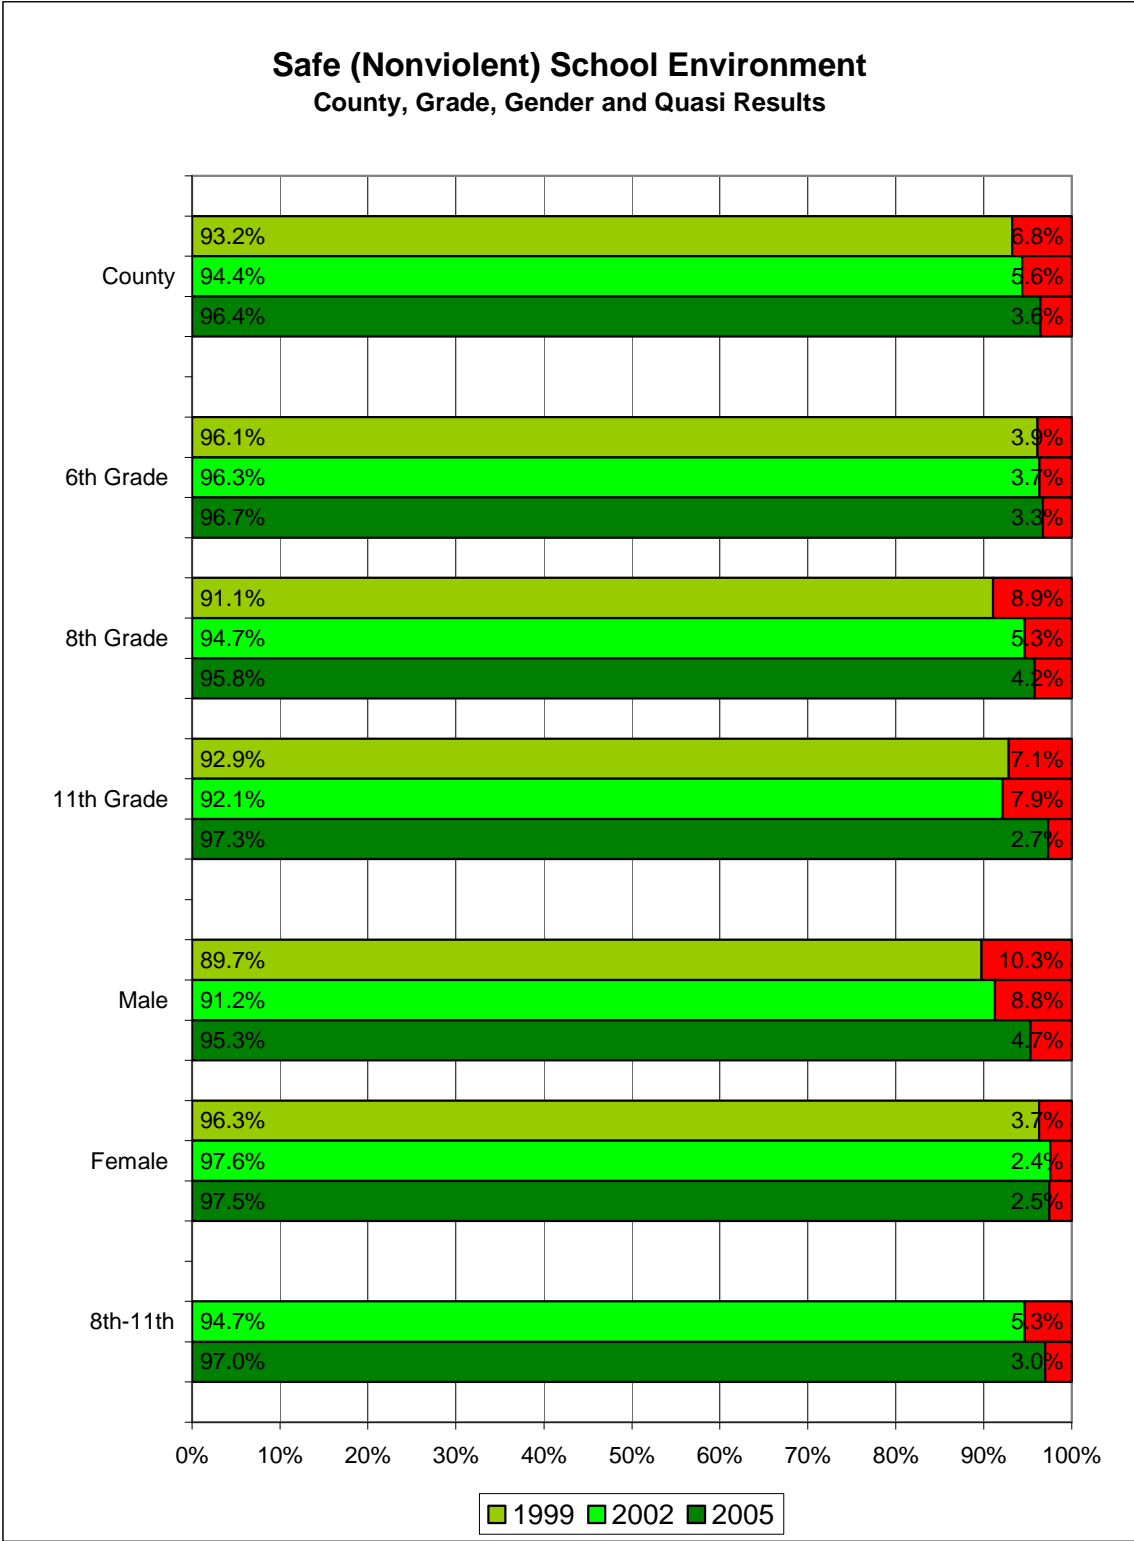 Safe (Nonviolent) School Environment
County, Grade, Gender and Quasi Results
County
93.2% 6.8%
94.4% 5.6%
96.4% 3.6%
6th Grade
96.1% 3.9%
96.3% 3.7%
96.7% 3.3%
8th Grade
91.1% 8.9%
94.7% 5.3%
95.8% 4.2%
11th Grade
92.9% 7.1%
92.1% 7.9%
97.3% 2.7%
Male
89.7% 10.3%
91.2% 8.8%
95.3% 4.7%
Female
96.3% 3.7%
97.6% 2.4%
97.5% 2.5%
8th-11th
94.7% 5.3%
97.0% 3.0%
0% 10% 20% 30% 40% 50% 60% 70% 80% 90% 100%
1999 2002 2005